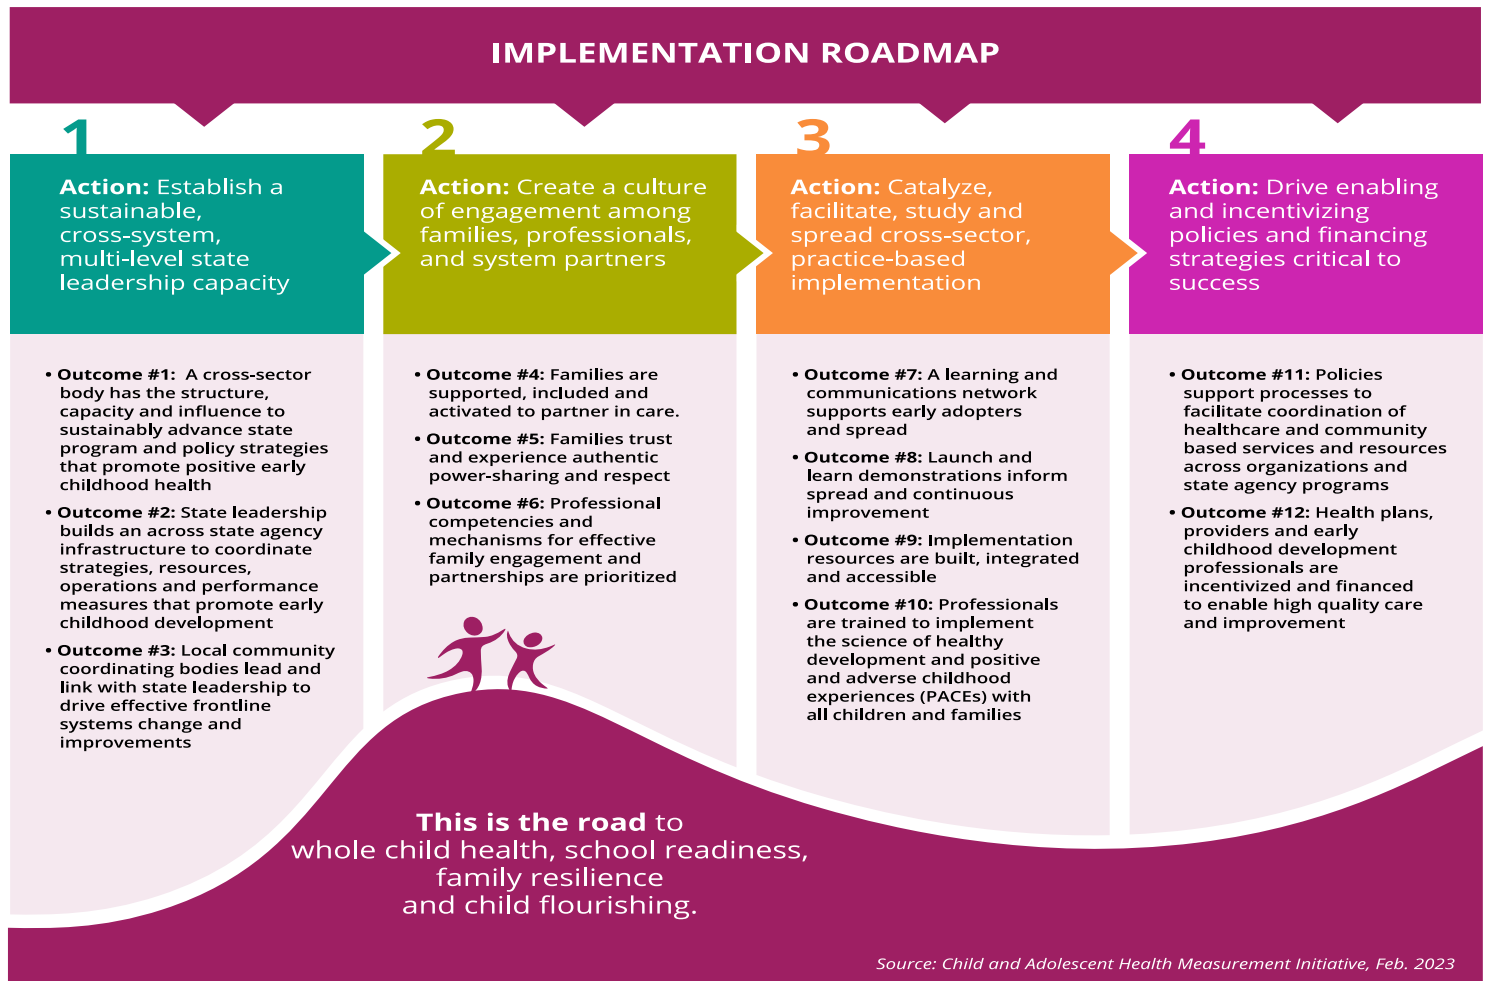 IMPLEMENTATION ROADMAP
1
Action: Establish a
sustainable,
cross-system,
multi-level state
leadership capacity
• Outcome #1: A cross-sector
body has the structure,
capacity and influence to
sustainably advance state
program and policy strategies
that promote positive early
childhood health
• Outcome #2: State leadership
builds an across state agency
infrastructure to coordinate
strategies, resources,
operations and performance
measures that promote early
childhood development
• Outcome #3: Local community
coordinating bodies lead and
link with state leadership to
drive effective frontline
systems change and
improvements
2
Action: Create a culture
of engagement among
families, professionals,
and system partners
• Outcome #4: Families are
supported, included and
activated to partner in care.
• Outcome #5: Families trust
and experience authentic
power-sharing and respect
• Outcome #6: Professional
competencies and
mechanisms for effective
family engagement and
partnerships are prioritized
3
Action: Catalyze,
facilitate, study and
spread cross-sector,
practice-based
implementation
• Outcome #7: A learning and
communications network
supports early adopters
and spread
• Outcome #8: Launch and
learn demonstrations inform
spread and continuous
improvement
• Outcome #9: Implementation
resources are built, integrated
and accessible
• Outcome #10: Professionals
are trained to implement
the science of healthy
development and positive
and adverse childhood
experiences (PACEs) with
all children and families
4
Action: Drive enabling
and incentivizing
policies and financing
strategies critical to
success
• Outcome #11: Policies
support processes to
facilitate coordination of
healthcare and community
based services and resources
across organizations and
state agency programs
• Outcome #12: Health plans,
providers and early
childhood development
professionals are
incentivized and financed
to enable high quality care
and improvement
This is the road to
whole child health, school readiness,
family resilience
and child flourishing.
Source: Child and Adolescent Health Measurement Initiative, Feb. 2023